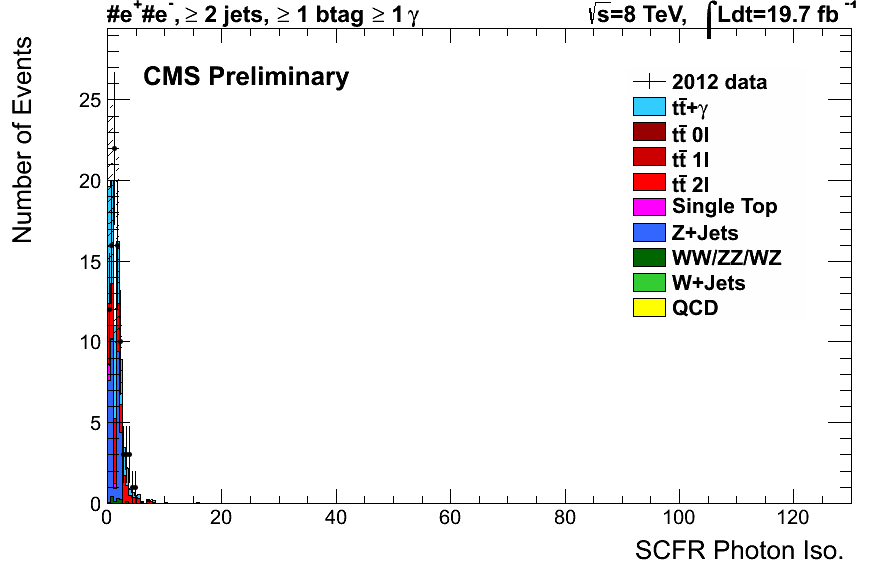 #e⁺#e⁻, ≥ 2 jets, ≥ 1 btag ≥ 1 γ
√s=8 TeV, ∫Ldt=19.7 fb⁻¹
CMS Preliminary
2012 data
tt̄+γ
tt̄ 0l
tt̄ 1l
tt̄ 2l
Single Top
Z+Jets
WW/ZZ/WZ
W+Jets
QCD
Number of Events
25
20
15
10
5
0
0 20 40 60 80 100 120
SCFR Photon Iso.